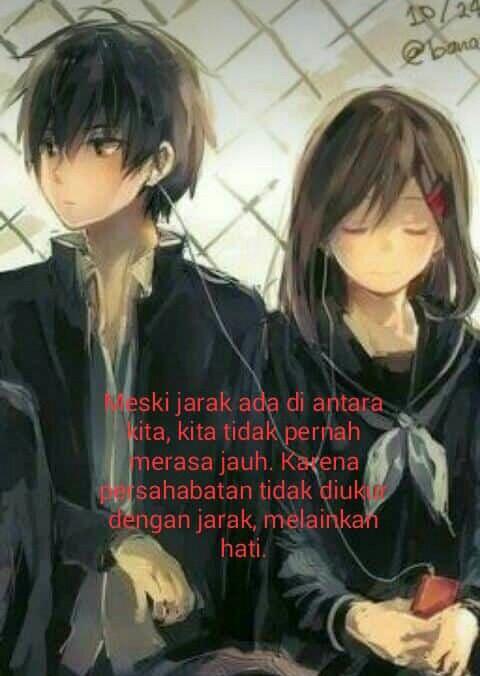 10/24
@bana
Meski jarak ada di antara
kita, kita tidak pernah
merasa jauh. Karena
persahabatan tidak diukur
dengan jarak, melainkan
hati.